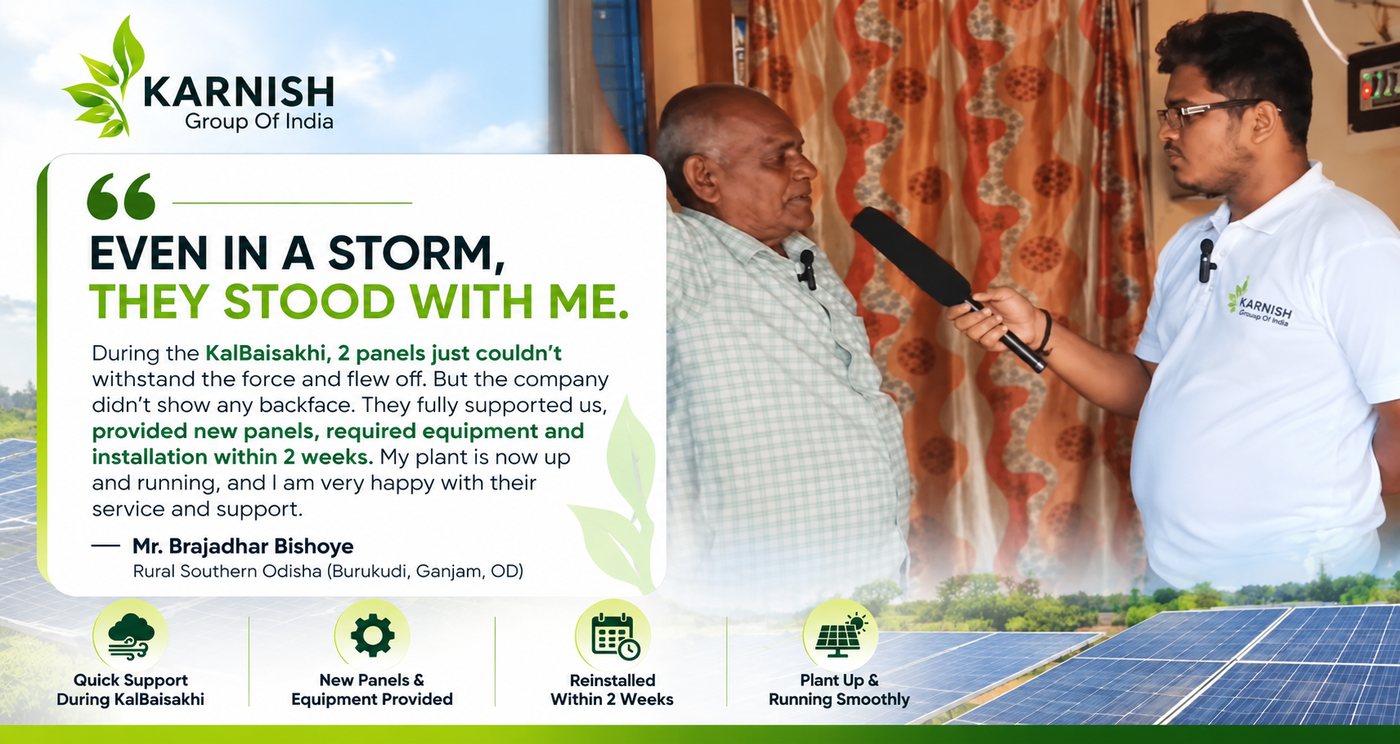 KARNISH
Group Of India
EVEN IN A STORM,
THEY STOOD WITH ME.
During the KalBaisakhi, 2 panels just couldn't
withstand the force and flew off. But the company
didn't show any backface. They fully supported us,
provided new panels, required equipment and
installation within 2 weeks. My plant is now up
and running, and I am very happy with their
service and support.
— Mr. Brajadhar Bishoye
Rural Southern Odisha (Burukudi, Ganjam, OD)
KARNISH
Grouap Of India
Quick Support
During KalBaisakhi
New Panels &
Equipment Provided
Reinstalled
Within 2 Weeks
Plant Up &
Running Smoothly